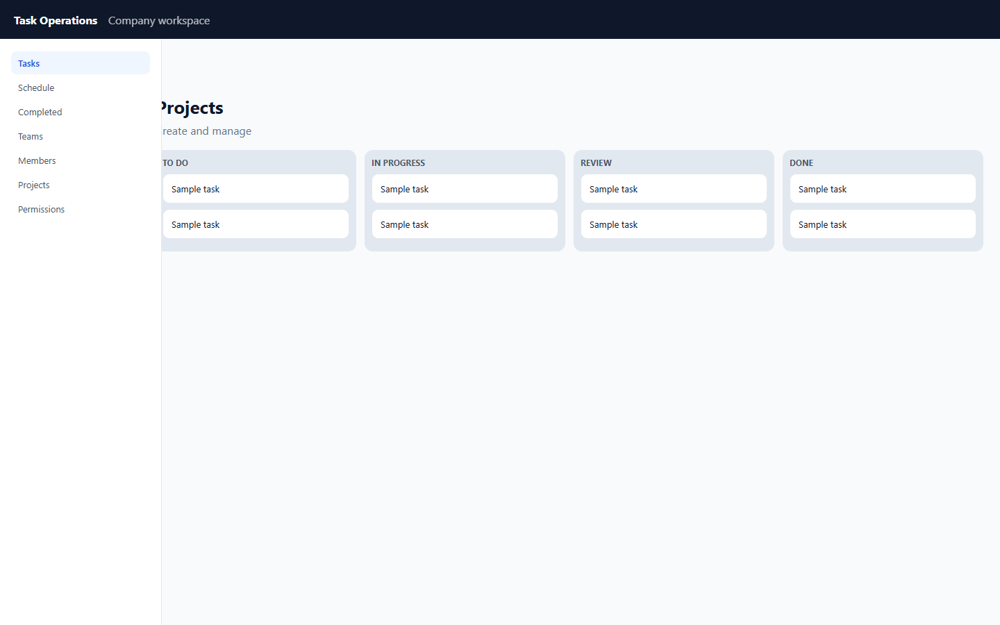 Task Operations Company workspace
Tasks
Schedule
Completed
Teams
Members
Projects
Permissions
Projects
reate and manage
TO DO
Sample task
Sample task
IN PROGRESS
Sample task
Sample task
REVIEW
Sample task
Sample task
DONE
Sample task
Sample task